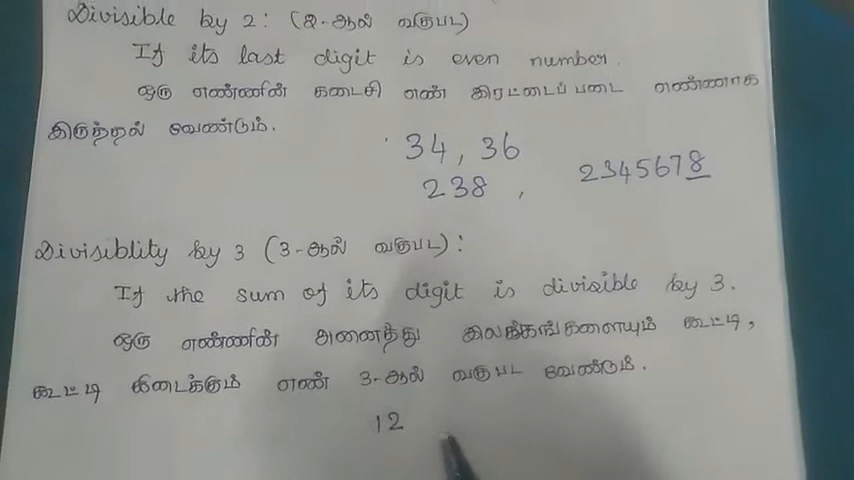 Divisible by 2: (2-ஆல் வகுபட)
If its last digit is even number.
ஒரு எண்ணின் கடைசி எண் இரட்டைப் படை எண்ணாக
இருத்தல் வேண்டும்.
34, 36
238, 2345678
Divisiblity by 3 (3-ஆல் வகுபட):
If the sum of its digit is divisible by 3.
ஒரு எண்ணின் அனைத்து இலக்கங்களையும் கூட்டி,
கூட்டி கிடைக்கும் எண் 3-ஆல் வகுபட வேண்டும்.
12